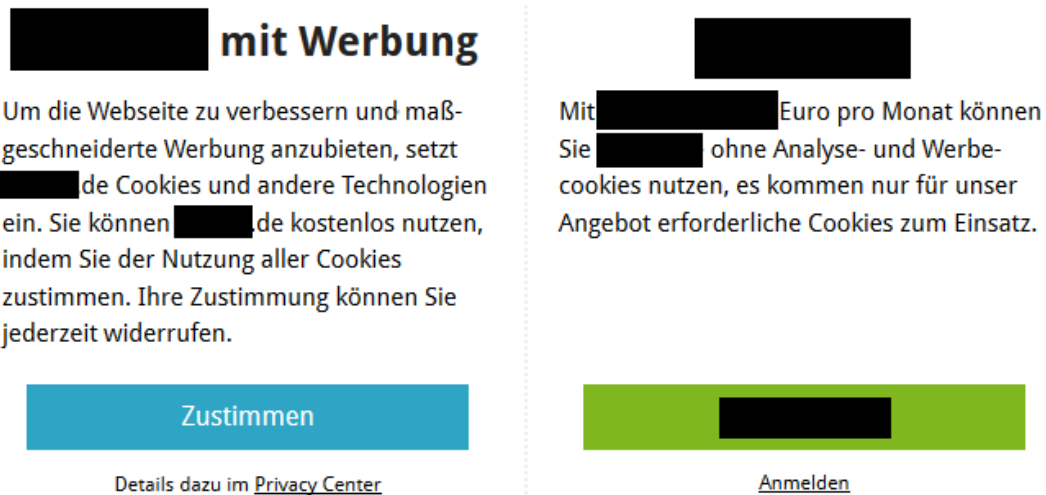 mit Werbung
Um die Webseite zu verbessern und maß-
geschneiderte Werbung anzubieten, setzt
.de Cookies und andere Technologien
ein. Sie können .de kostenlos nutzen,
indem Sie der Nutzung aller Cookies
zustimmen. Ihre Zustimmung können Sie
jederzeit widerrufen.
Zustimmen
Details dazu im Privacy Center
Mit Euro pro Monat können
Sie ohne Analyse- und Werbe-
cookies nutzen, es kommen nur für unser
Angebot erforderliche Cookies zum Einsatz.
Anmelden